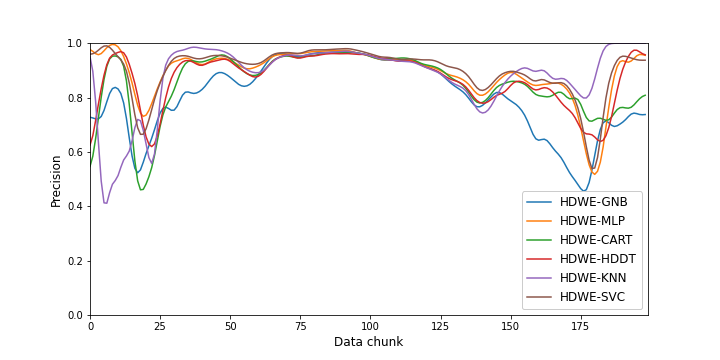 1.0
0.8
0.6
0.4
0.2
0.0
Precision
0 25 50 75 100 125 150 175
Data chunk
HDWE-GNB
HDWE-MLP
HDWE-CART
HDWE-HDDT
HDWE-KNN
HDWE-SVC